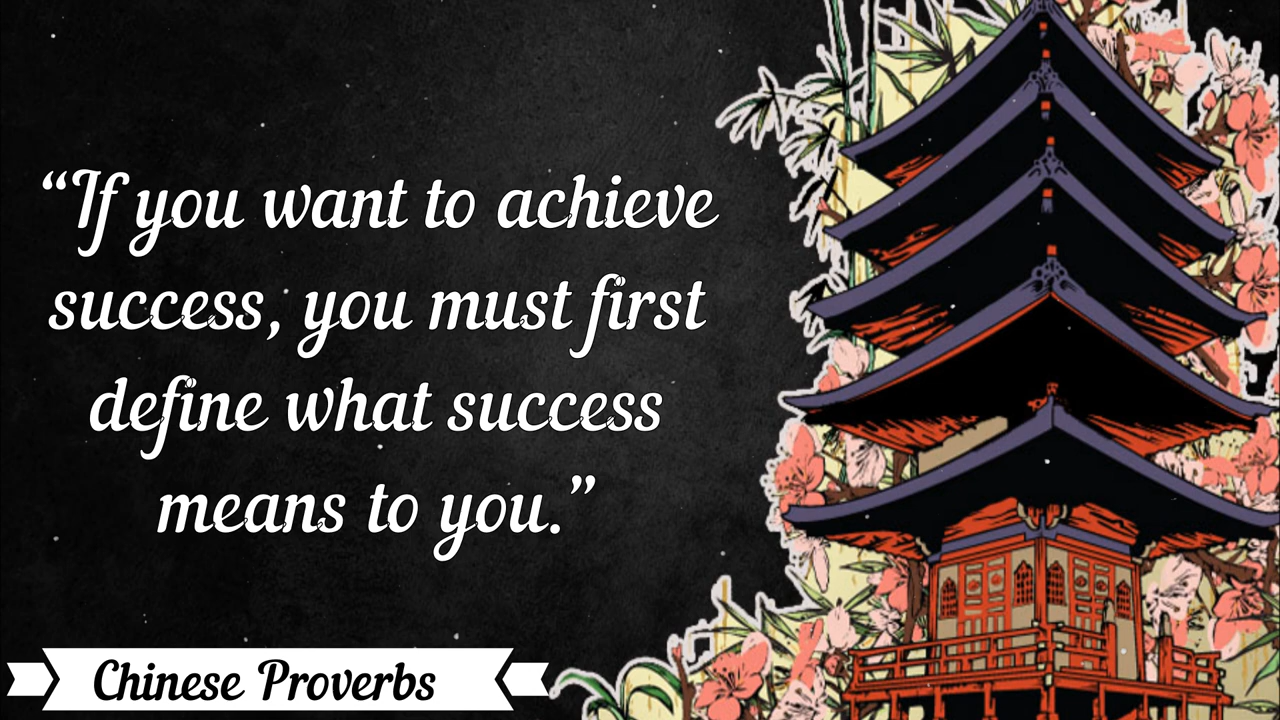 “If you want to achieve
success, you must first
define what success
means to you.”
Chinese Proverbs